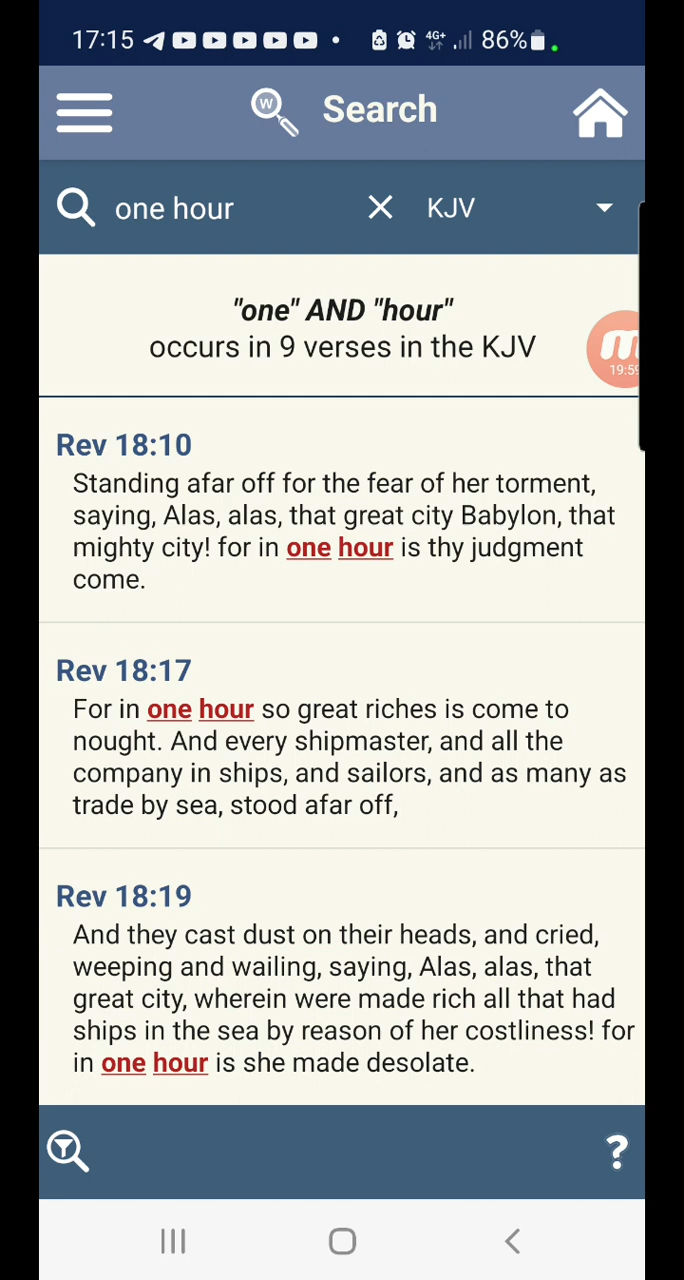 17:15 4G+ 86%
W Search
one hour KJV
"one" AND "hour"
occurs in 9 verses in the KJV
19:59
Rev 18:10
Standing afar off for the fear of her torment,
saying, Alas, alas, that great city Babylon, that
mighty city! for in one hour is thy judgment
come.
Rev 18:17
For in one hour so great riches is come to
nought. And every shipmaster, and all the
company in ships, and sailors, and as many as
trade by sea, stood afar off,
Rev 18:19
And they cast dust on their heads, and cried,
weeping and wailing, saying, Alas, alas, that
great city, wherein were made rich all that had
ships in the sea by reason of her costliness! for
in one hour is she made desolate.
?